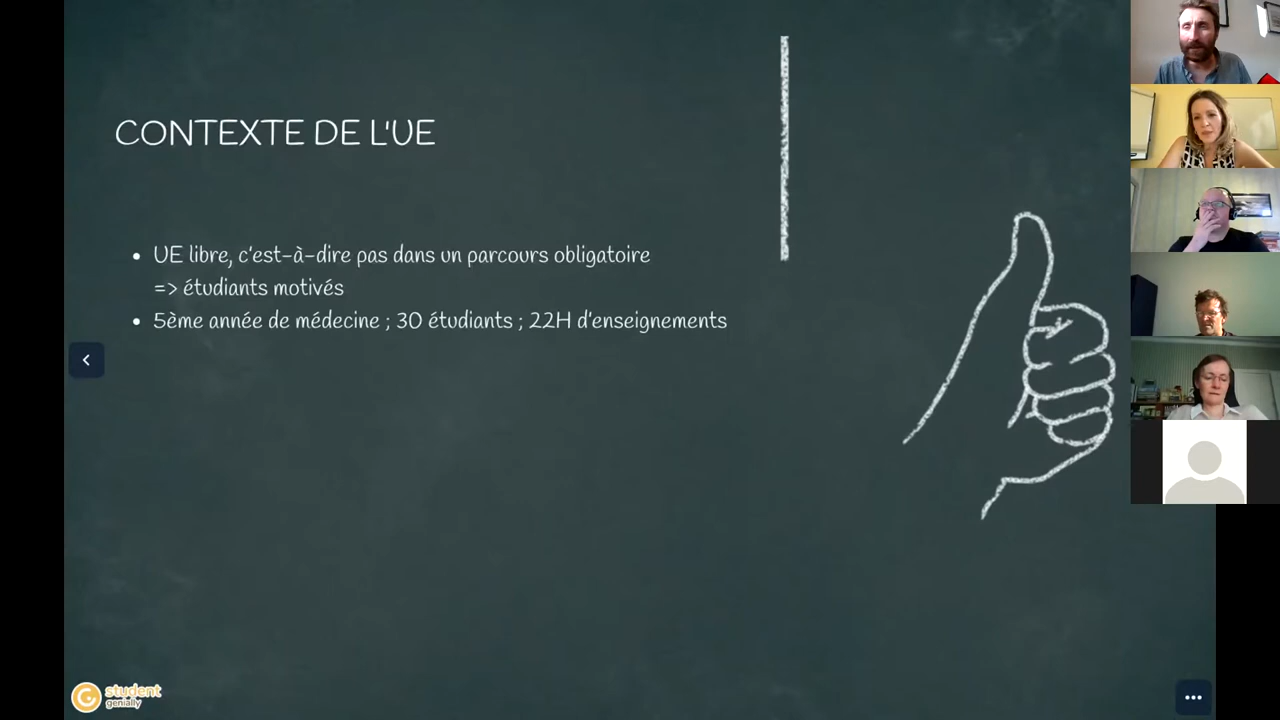 CONTEXTE DE L'UE
• UE libre, c'est-à-dire pas dans un parcours obligatoire
=> étudiants motivés
• 5ème année de médecine ; 30 étudiants ; 22H d'enseignements
student
genially